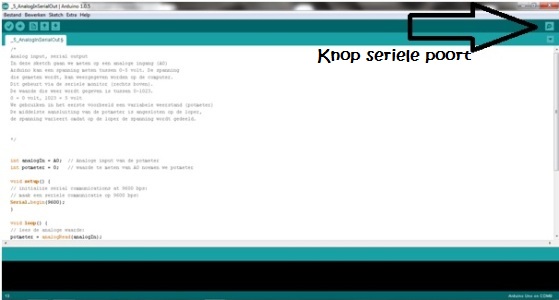 _5_AnalogInSerialOut | Arduino 1.0.5
Bestand Bewerken Sketch Extra Help
Knop seriele poort
_5_AnalogInSerialOut §
/*
Analog input, serial output
In deze sketch gaan we meten op een analoge ingang (A0)
Arduino kan een spanning meten tussen 0-5 volt. De spanning
die gemeten wordt, kan weergegeven worden op de computer.
Dit gebeurt via de seriele monitor (rechts boven).
De waarde die weer wordt gegeven is tussen 0-1023.
0 = 0 volt, 1023 = 5 volt
We gebruiken in het eerste voorbeeld een variabele weerstand (potmeter)
De middelste aansluiting van de potmeter is aangesloten op de loper,
de spanning varieert omdat op de loper de spanning wordt gedeeld.
*/
int analogIn = A0; // Analoge input van de potmeter
int potmeter = 0; // waarde te meten van A0 noemen we potmeter
void setup() {
// initialize serial communications at 9600 bps:
// maak een seriele communicatie op 9600 bps:
Serial.begin(9600);
}
void loop() {
// lees de analoge waarde:
potmeter = analogRead(analogIn);
12
Arduino Uno on COM8